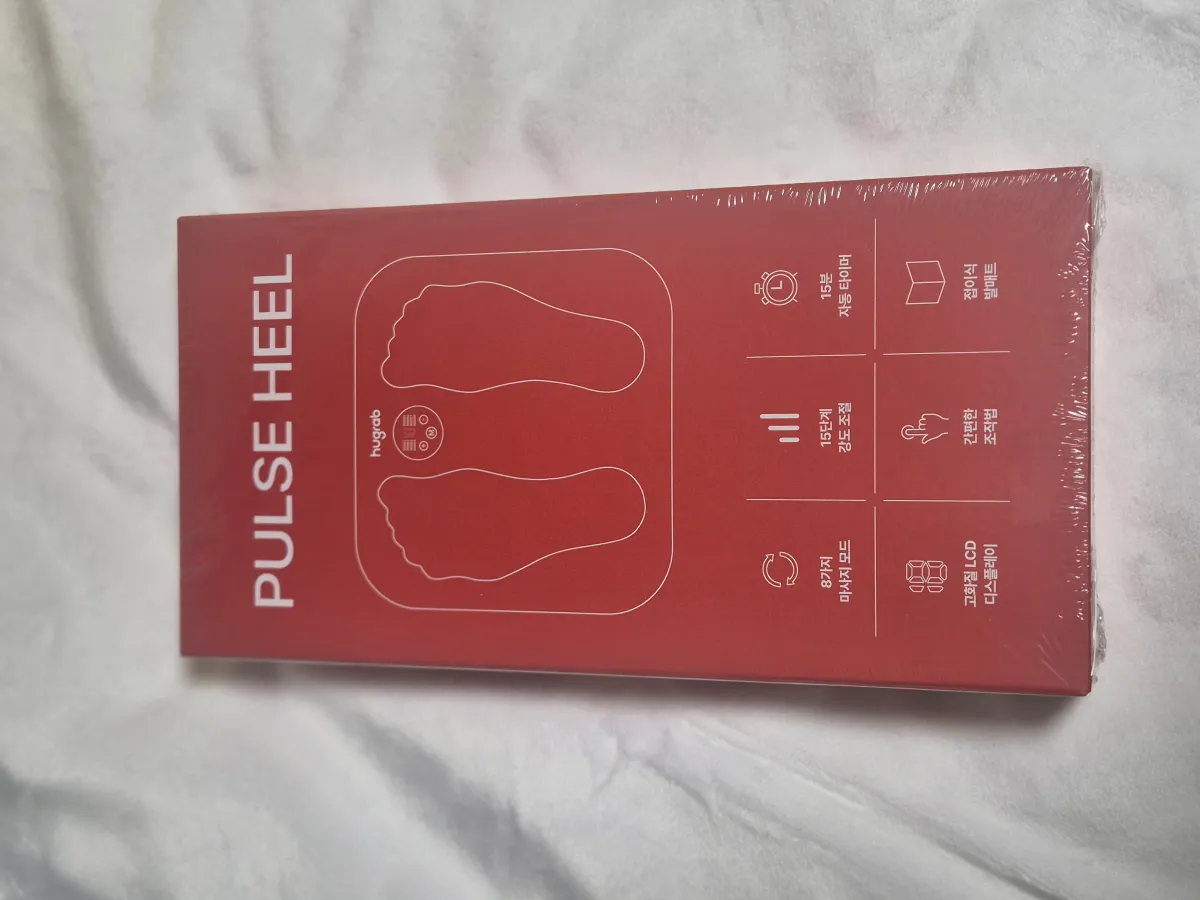 PULSE HEEL
hugrab
M
8가지
마사지 모드
15단계
강도 조절
15분
자동 타이머
고화질 LCD
디스플레이
간편한
조작법
접이식
발매트